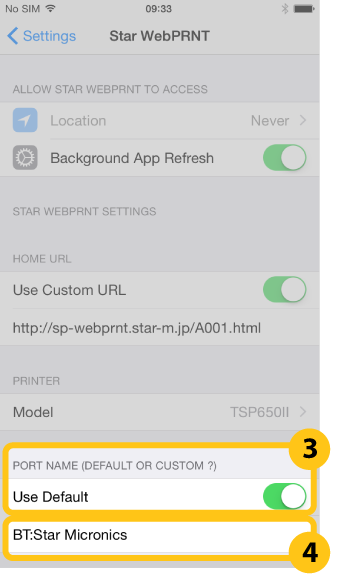 No SIM 09:33
Settings Star WebPRNT
ALLOW STAR WEBPRNT TO ACCESS
Location Never
Background App Refresh
STAR WEBPRNT SETTINGS
HOME URL
Use Custom URL
http://sp-webprnt.star-m.jp/A001.html
PRINTER
Model TSP650II
3
PORT NAME (DEFAULT OR CUSTOM ?)
Use Default
BT:Star Micronics
4